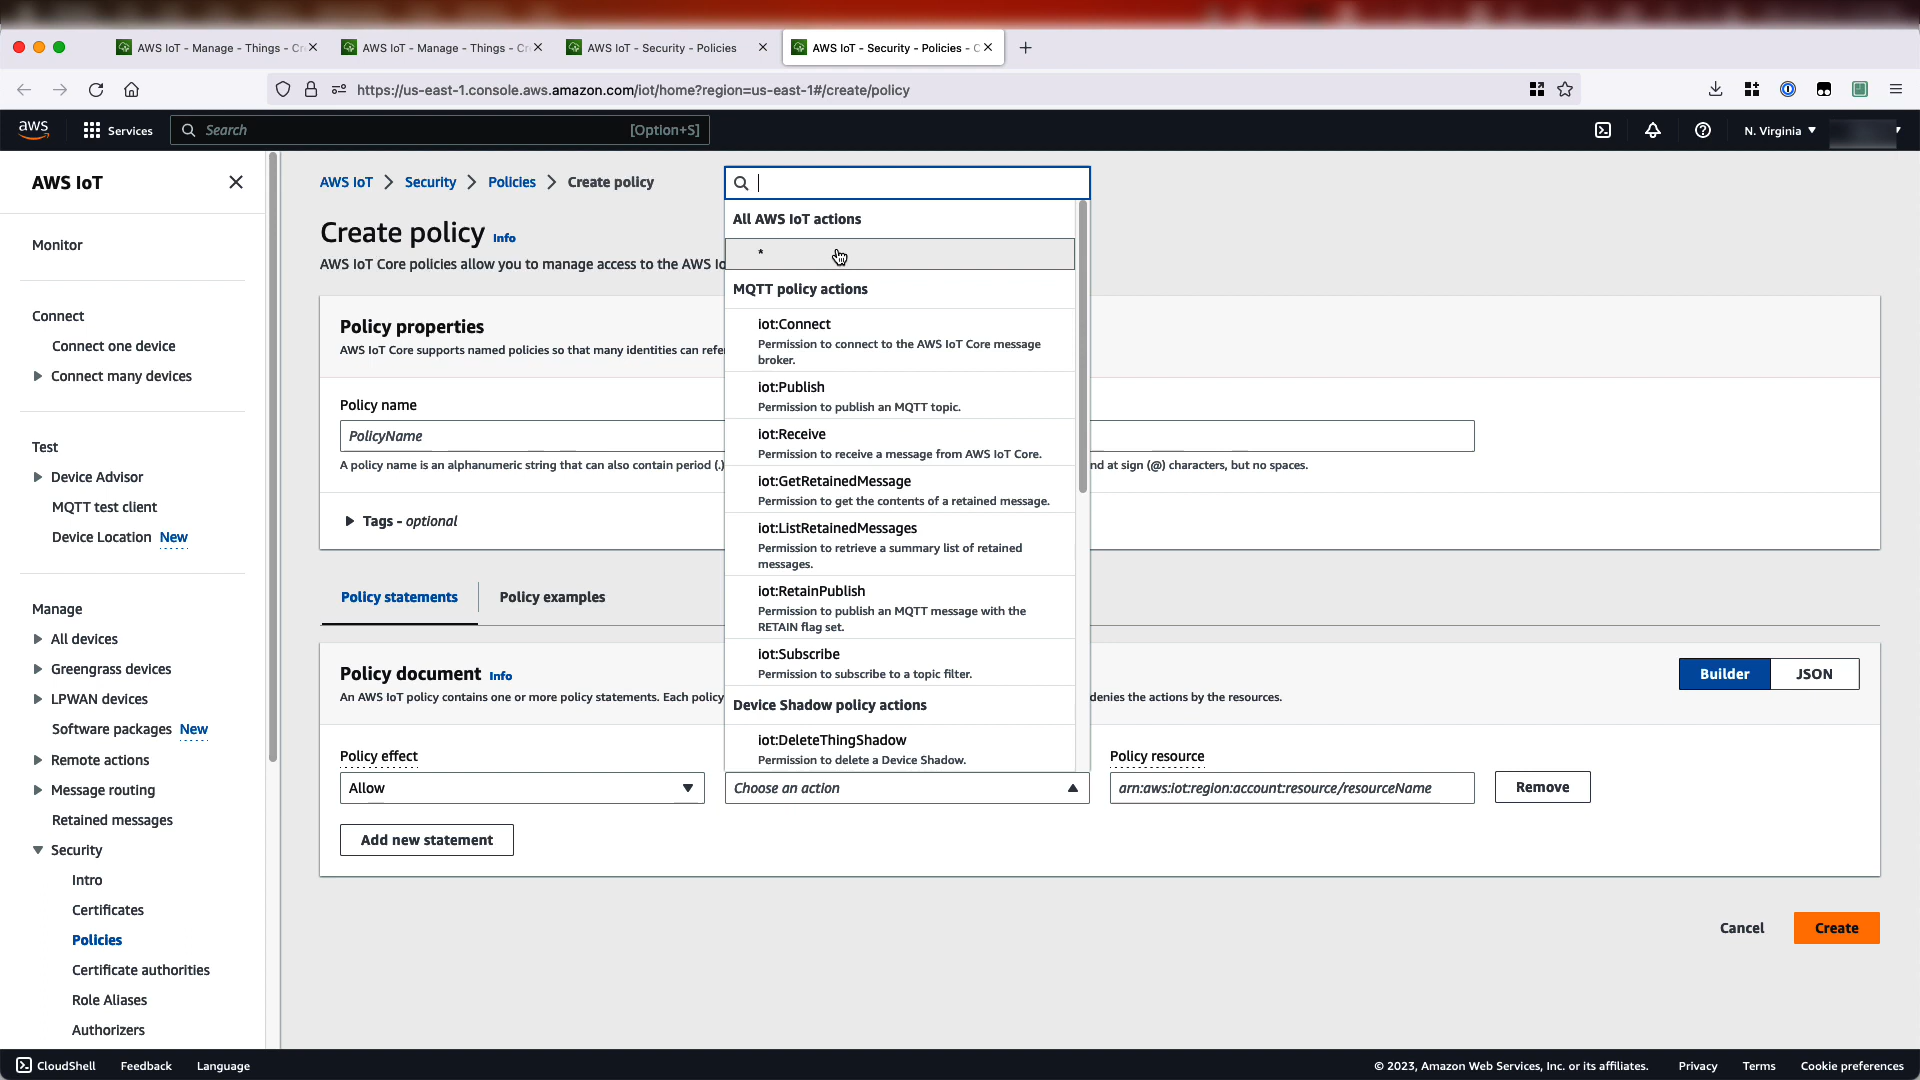 AWS IoT - Manage - Things - Cr
AWS IoT - Manage - Things - Cr
AWS IoT - Security - Policies
AWS IoT - Security - Policies - C
https://us-east-1.console.aws.amazon.com/iot/home?region=us-east-1#/create/policy
aws
Services
Search
[Option+S]
N. Virginia
AWS IoT
Monitor
Connect
Connect one device
Connect many devices
Test
Device Advisor
MQTT test client
Device Location New
Manage
All devices
Greengrass devices
LPWAN devices
Software packages New
Remote actions
Message routing
Retained messages
Security
Intro
Certificates
Policies
Certificate authorities
Role Aliases
Authorizers
AWS IoT > Security > Policies > Create policy
Create policy Info
AWS IoT Core policies allow you to manage access to the AWS Io
Policy properties
AWS IoT Core supports named policies so that many identities can refe
Policy name
PolicyName
A policy name is an alphanumeric string that can also contain period (.)
nd at sign (@) characters, but no spaces.
Tags - optional
Policy statements
Policy examples
Policy document Info
An AWS IoT policy contains one or more policy statements. Each policy
denies the actions by the resources.
Builder
JSON
Policy effect
Allow
All AWS IoT actions
*
MQTT policy actions
iot:Connect
Permission to connect to the AWS IoT Core message
broker.
iot:Publish
Permission to publish an MQTT topic.
iot:Receive
Permission to receive a message from AWS IoT Core.
iot:GetRetainedMessage
Permission to get the contents of a retained message.
iot:ListRetainedMessages
Permission to retrieve a summary list of retained
messages.
iot:RetainPublish
Permission to publish an MQTT message with the
RETAIN flag set.
iot:Subscribe
Permission to subscribe to a topic filter.
Device Shadow policy actions
iot:DeleteThingShadow
Permission to delete a Device Shadow.
Choose an action
Policy resource
arn:aws:iot:region:account:resource/resourceName
Remove
Add new statement
Cancel
Create
CloudShell
Feedback
Language
© 2023, Amazon Web Services, Inc. or its affiliates.
Privacy
Terms
Cookie preferences